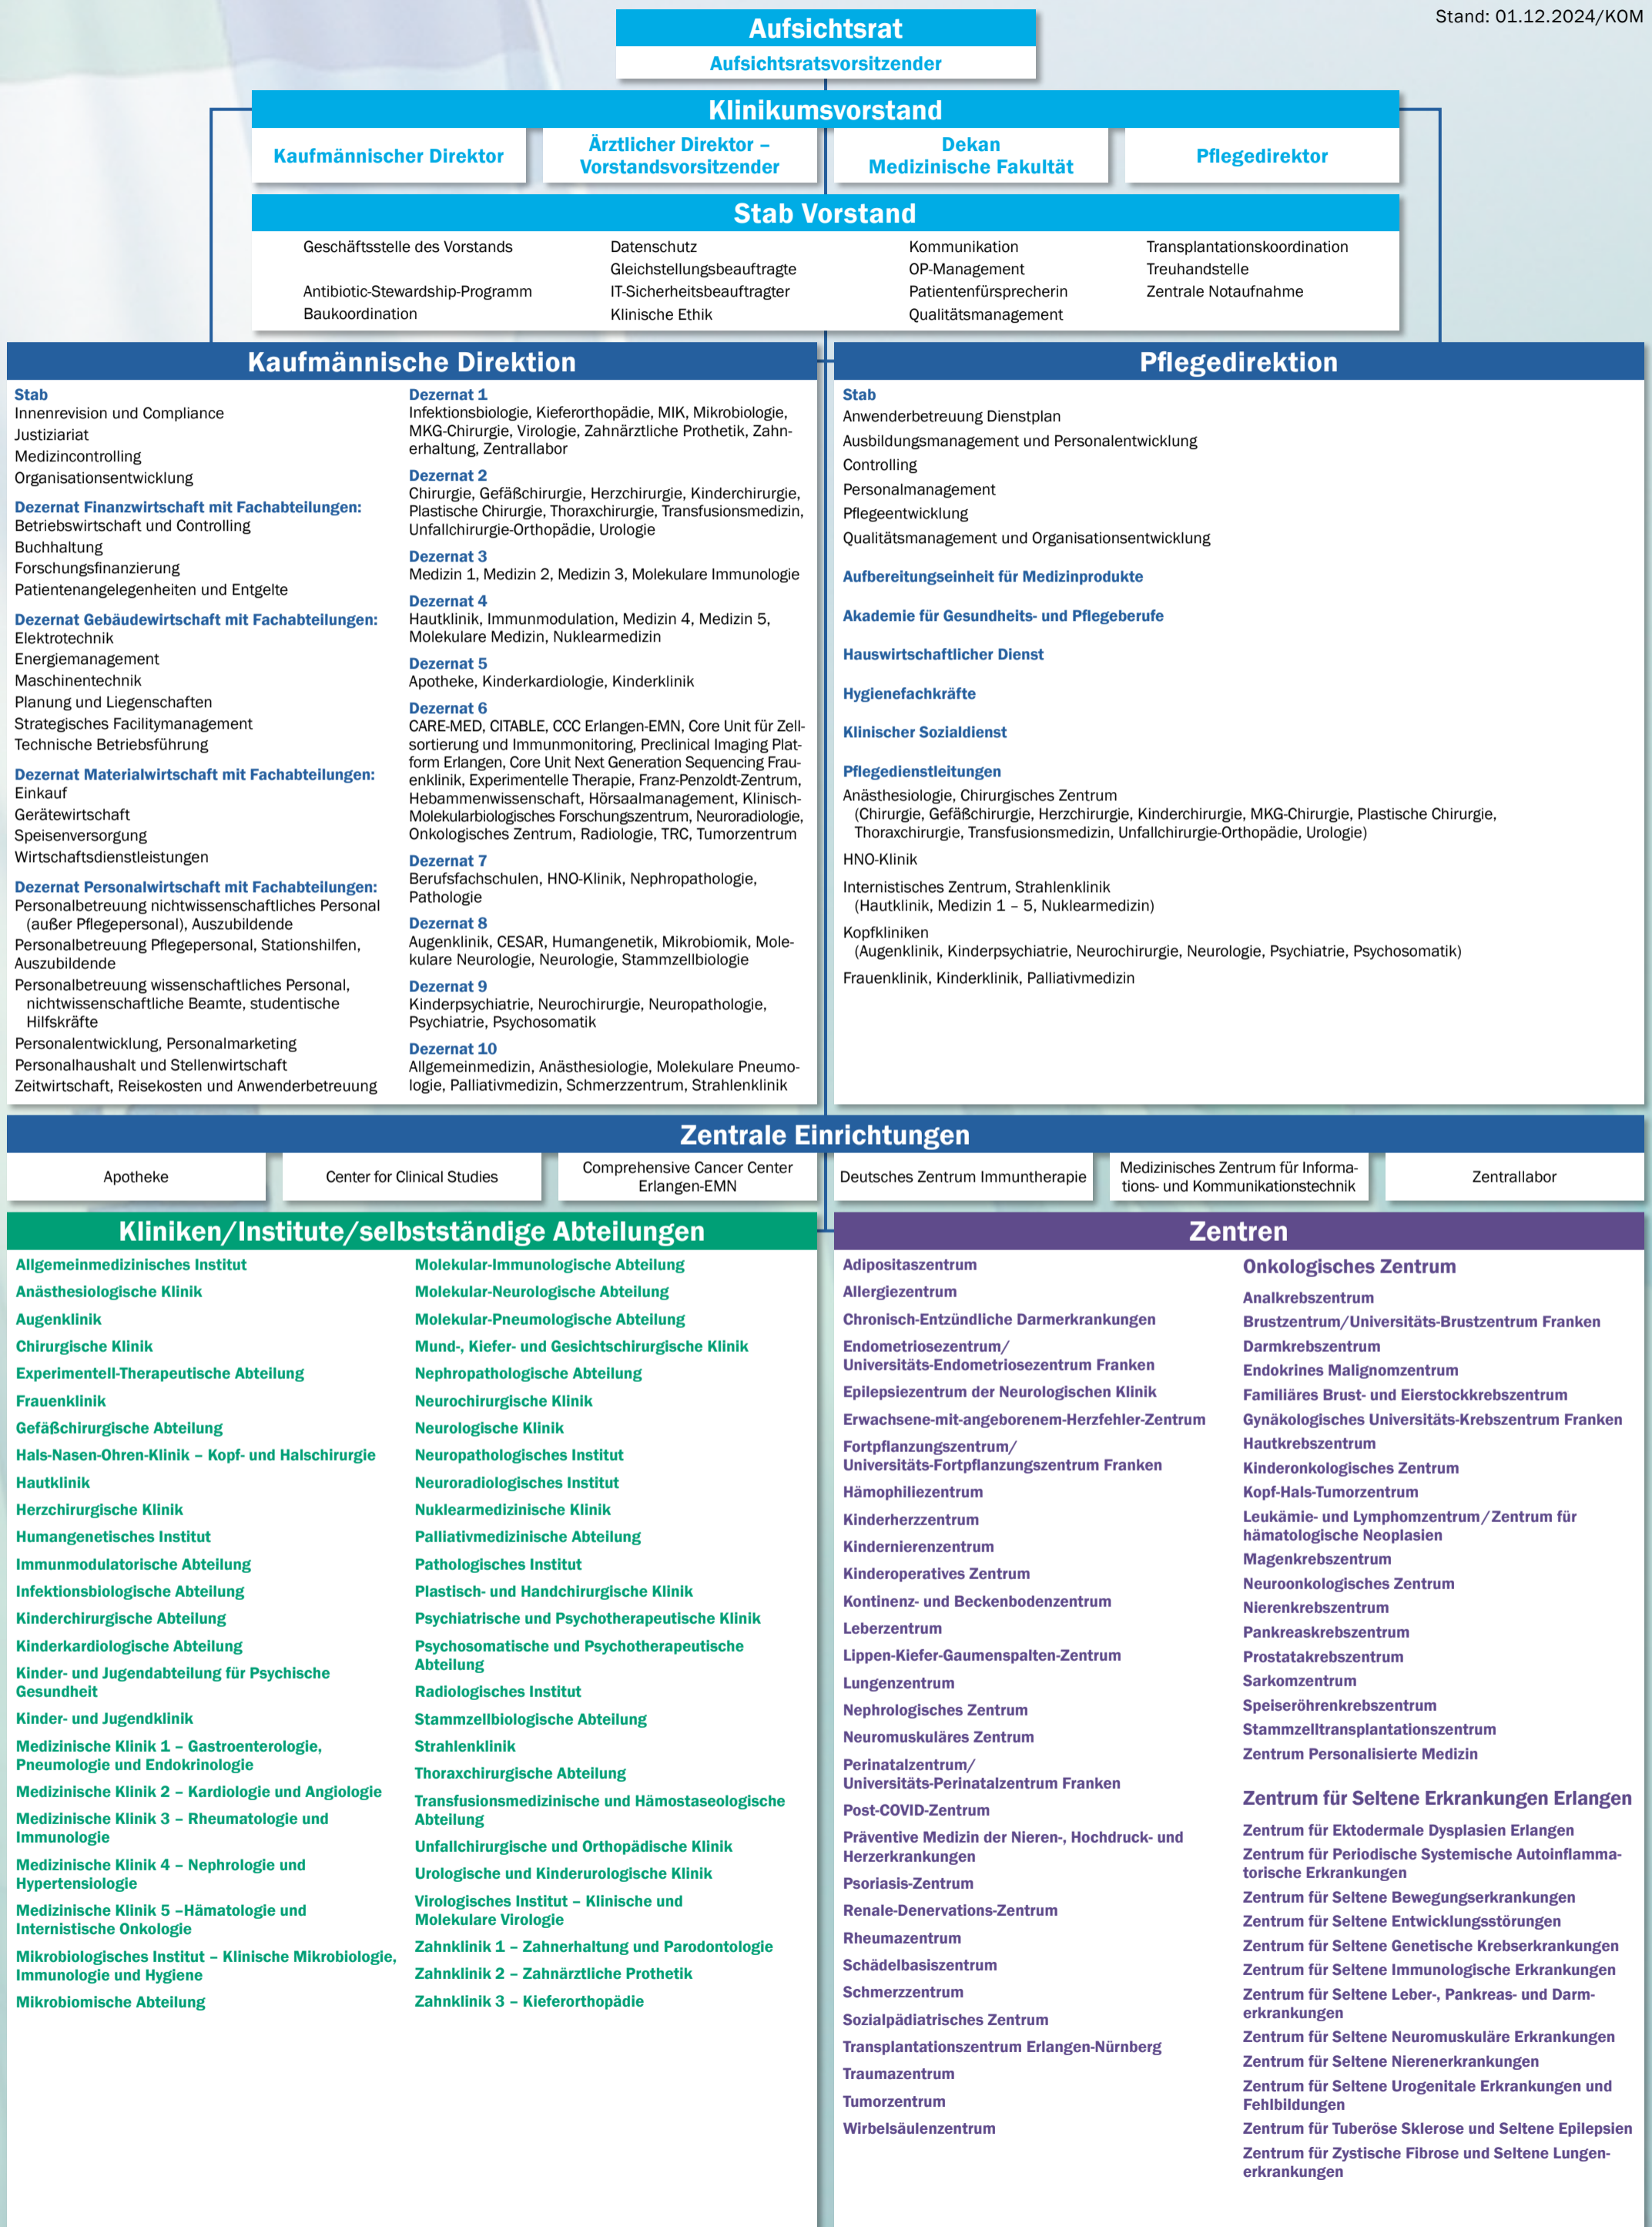 Stand: 01.12.2024/KOM
Aufsichtsrat
Aufsichtsratsvorsitzender
Klinikumsvorstand
Kaufmännischer Direktor
Ärztlicher Direktor –
Vorstandsvorsitzender
Dekan
Medizinische Fakultät
Pflegedirektor
Stab Vorstand
Geschäftsstelle des Vorstands
Antibiotic-Stewardship-Programm
Baukoordination
Datenschutz
Gleichstellungsbeauftragte
IT-Sicherheitsbeauftragter
Klinische Ethik
Kommunikation
OP-Management
Patientenfürsprecherin
Qualitätsmanagement
Transplantationskoordination
Treuhandstelle
Zentrale Notaufnahme
Kaufmännische Direktion
Stab
Innenrevision und Compliance
Justiziariat
Medizincontrolling
Organisationsentwicklung
Dezernat Finanzwirtschaft mit Fachabteilungen:
Betriebswirtschaft und Controlling
Buchhaltung
Forschungsfinanzierung
Patientenangelegenheiten und Entgelte
Dezernat Gebäudewirtschaft mit Fachabteilungen:
Elektrotechnik
Energiemanagement
Maschinentechnik
Planung und Liegenschaften
Strategisches Facilitymanagement
Technische Betriebsführung
Dezernat Materialwirtschaft mit Fachabteilungen:
Einkauf
Gerätewirtschaft
Speisenversorgung
Wirtschaftsdienstleistungen
Dezernat Personalwirtschaft mit Fachabteilungen:
Personalbetreuung nichtwissenschaftliches Personal
(außer Pflegepersonal), Auszubildende
Personalbetreuung Pflegepersonal, Stationshilfen,
Auszubildende
Personalbetreuung wissenschaftliches Personal,
nichtwissenschaftliche Beamte, studentische
Hilfskräfte
Personalentwicklung, Personalmarketing
Personalhaushalt und Stellenwirtschaft
Zeitwirtschaft, Reisekosten und Anwenderbetreuung
Dezernat 1
Infektionsbiologie, Kieferorthopädie, MIK, Mikrobiologie,
MKG-Chirurgie, Virologie, Zahnärztliche Prothetik, Zahn-
erhaltung, Zentrallabor
Dezernat 2
Chirurgie, Gefäßchirurgie, Herzchirurgie, Kinderchirurgie,
Plastische Chirurgie, Thoraxchirurgie, Transfusionsmedizin,
Unfallchirurgie-Orthopädie, Urologie
Dezernat 3
Medizin 1, Medizin 2, Medizin 3, Molekulare Immunologie
Dezernat 4
Hautklinik, Immunmodulation, Medizin 4, Medizin 5,
Molekulare Medizin, Nuklearmedizin
Dezernat 5
Apotheke, Kinderkardiologie, Kinderklinik
Dezernat 6
CARE-MED, CITABLE, CCC Erlangen-EMN, Core Unit für Zell-
sortierung und Immunmonitoring, Preclinical Imaging Plat-
form Erlangen, Core Unit Next Generation Sequencing Frau-
enklinik, Experimentelle Therapie, Franz-Penzoldt-Zentrum,
Hebammenwissenschaft, Hörsaalmanagement, Klinisch-
Molekularbiologisches Forschungszentrum, Neuroradiologie,
Onkologisches Zentrum, Radiologie, TRC, Tumorzentrum
Dezernat 7
Berufsfachschulen, HNO-Klinik, Nephropathologie,
Pathologie
Dezernat 8
Augenklinik, CESAR, Humangenetik, Mikrobiomik, Mole-
kulare Neurologie, Neurologie, Stammzellbiologie
Dezernat 9
Kinderpsychiatrie, Neurochirurgie, Neuropathologie,
Psychiatrie, Psychosomatik
Dezernat 10
Allgemeinmedizin, Anästhesiologie, Molekulare Pneumo-
logie, Palliativmedizin, Schmerzzentrum, Strahlenklinik
Pflegedirektion
Stab
Anwenderbetreuung Dienstplan
Ausbildungsmanagement und Personalentwicklung
Controlling
Personalmanagement
Pflegeentwicklung
Qualitätsmanagement und Organisationsentwicklung
Aufbereitungseinheit für Medizinprodukte
Akademie für Gesundheits- und Pflegeberufe
Hauswirtschaftlicher Dienst
Hygienefachkräfte
Klinischer Sozialdienst
Pflegedienstleitungen
Anästhesiologie, Chirurgisches Zentrum
(Chirurgie, Gefäßchirurgie, Herzchirurgie, Kinderchirurgie, MKG-Chirurgie, Plastische Chirurgie,
Thoraxchirurgie, Transfusionsmedizin, Unfallchirurgie-Orthopädie, Urologie)
HNO-Klinik
Internistisches Zentrum, Strahlenklinik
(Hautklinik, Medizin 1 – 5, Nuklearmedizin)
Kopfkliniken
(Augenklinik, Kinderpsychiatrie, Neurochirurgie, Neurologie, Psychiatrie, Psychosomatik)
Frauenklinik, Kinderklinik, Palliativmedizin
Zentrale Einrichtungen
Apotheke
Center for Clinical Studies
Comprehensive Cancer Center
Erlangen-EMN
Deutsches Zentrum Immuntherapie
Medizinisches Zentrum für Informa-
tions- und Kommunikationstechnik
Zentrallabor
Kliniken/Institute/selbstständige Abteilungen
Allgemeinmedizinisches Institut
Anästhesiologische Klinik
Augenklinik
Chirurgische Klinik
Experimentell-Therapeutische Abteilung
Frauenklinik
Gefäßchirurgische Abteilung
Hals-Nasen-Ohren-Klinik – Kopf- und Halschirurgie
Hautklinik
Herzchirurgische Klinik
Humangenetisches Institut
Immunmodulatorische Abteilung
Infektionsbiologische Abteilung
Kinderchirurgische Abteilung
Kinderkardiologische Abteilung
Kinder- und Jugendabteilung für Psychische
Gesundheit
Kinder- und Jugendklinik
Medizinische Klinik 1 – Gastroenterologie,
Pneumologie und Endokrinologie
Medizinische Klinik 2 – Kardiologie und Angiologie
Medizinische Klinik 3 – Rheumatologie und
Immunologie
Medizinische Klinik 4 – Nephrologie und
Hypertensiologie
Medizinische Klinik 5 –Hämatologie und
Internistische Onkologie
Mikrobiologisches Institut – Klinische Mikrobiologie,
Immunologie und Hygiene
Mikrobiomische Abteilung
Molekular-Immunologische Abteilung
Molekular-Neurologische Abteilung
Molekular-Pneumologische Abteilung
Mund-, Kiefer- und Gesichtschirurgische Klinik
Nephropathologische Abteilung
Neurochirurgische Klinik
Neurologische Klinik
Neuropathologisches Institut
Neuroradiologisches Institut
Nuklearmedizinische Klinik
Palliativmedizinische Abteilung
Pathologisches Institut
Plastisch- und Handchirurgische Klinik
Psychiatrische und Psychotherapeutische Klinik
Psychosomatische und Psychotherapeutische
Abteilung
Radiologisches Institut
Stammzellbiologische Abteilung
Strahlenklinik
Thoraxchirurgische Abteilung
Transfusionsmedizinische und Hämostaseologische
Abteilung
Unfallchirurgische und Orthopädische Klinik
Urologische und Kinderurologische Klinik
Virologisches Institut – Klinische und
Molekulare Virologie
Zahnklinik 1 – Zahnerhaltung und Parodontologie
Zahnklinik 2 – Zahnärztliche Prothetik
Zahnklinik 3 – Kieferorthopädie
Zentren
Adipositaszentrum
Allergiezentrum
Chronisch-Entzündliche Darmerkrankungen
Endometriosezentrum/
Universitäts-Endometriosezentrum Franken
Epilepsiezentrum der Neurologischen Klinik
Erwachsene-mit-angeborenem-Herzfehler-Zentrum
Fortpflanzungszentrum/
Universitäts-Fortpflanzungszentrum Franken
Hämophiliezentrum
Kinderherzzentrum
Kindernierenzentrum
Kinderoperatives Zentrum
Kontinenz- und Beckenbodenzentrum
Leberzentrum
Lippen-Kiefer-Gaumenspalten-Zentrum
Lungenzentrum
Nephrologisches Zentrum
Neuromuskuläres Zentrum
Perinatalzentrum/
Universitäts-Perinatalzentrum Franken
Post-COVID-Zentrum
Präventive Medizin der Nieren-, Hochdruck- und
Herzerkrankungen
Psoriasis-Zentrum
Renale-Denervations-Zentrum
Rheumazentrum
Schädelbasiszentrum
Schmerzzentrum
Sozialpädiatrisches Zentrum
Transplantationszentrum Erlangen-Nürnberg
Traumazentrum
Tumorzentrum
Wirbelsäulenzentrum
Onkologisches Zentrum
Analkrebszentrum
Brustzentrum/Universitäts-Brustzentrum Franken
Darmkrebszentrum
Endokrines Malignomzentrum
Familiäres Brust- und Eierstockkrebszentrum
Gynäkologisches Universitäts-Krebszentrum Franken
Hautkrebszentrum
Kinderonkologisches Zentrum
Kopf-Hals-Tumorzentrum
Leukämie- und Lymphomzentrum/Zentrum für
hämatologische Neoplasien
Magenkrebszentrum
Neuroonkologisches Zentrum
Nierenkrebszentrum
Pankreaskrebszentrum
Prostatakrebszentrum
Sarkomzentrum
Speiseröhrenkrebszentrum
Stammzelltransplantationszentrum
Zentrum Personalisierte Medizin
Zentrum für Seltene Erkrankungen Erlangen
Zentrum für Ektodermale Dysplasien Erlangen
Zentrum für Periodische Systemische Autoinflamma-
torische Erkrankungen
Zentrum für Seltene Bewegungserkrankungen
Zentrum für Seltene Entwicklungsstörungen
Zentrum für Seltene Genetische Krebserkrankungen
Zentrum für Seltene Immunologische Erkrankungen
Zentrum für Seltene Leber-, Pankreas- und Darm-
erkrankungen
Zentrum für Seltene Neuromuskuläre Erkrankungen
Zentrum für Seltene Nierenerkrankungen
Zentrum für Seltene Urogenitale Erkrankungen und
Fehlbildungen
Zentrum für Tuberöse Sklerose und Seltene Epilepsien
Zentrum für Zystische Fibrose und Seltene Lungen-
erkrankungen